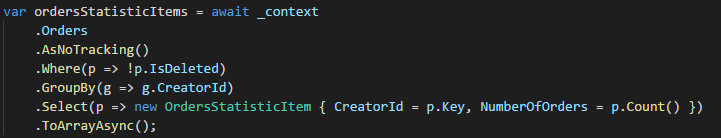 var ordersStatisticItems = await _context
.Orders
.AsNoTracking()
.Where(p => !p.IsDeleted)
.GroupBy(g => g.CreatorId)
.Select(p => new OrdersStatisticItem { CreatorId = p.Key, NumberOfOrders = p.Count() })
.ToArrayAsync();